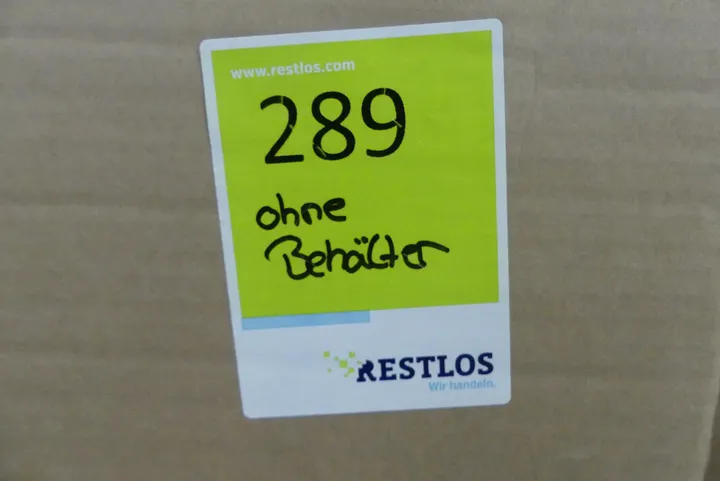 www.restlos.com
289
ohne
Behälter
RESTLOS
Wir handeln.